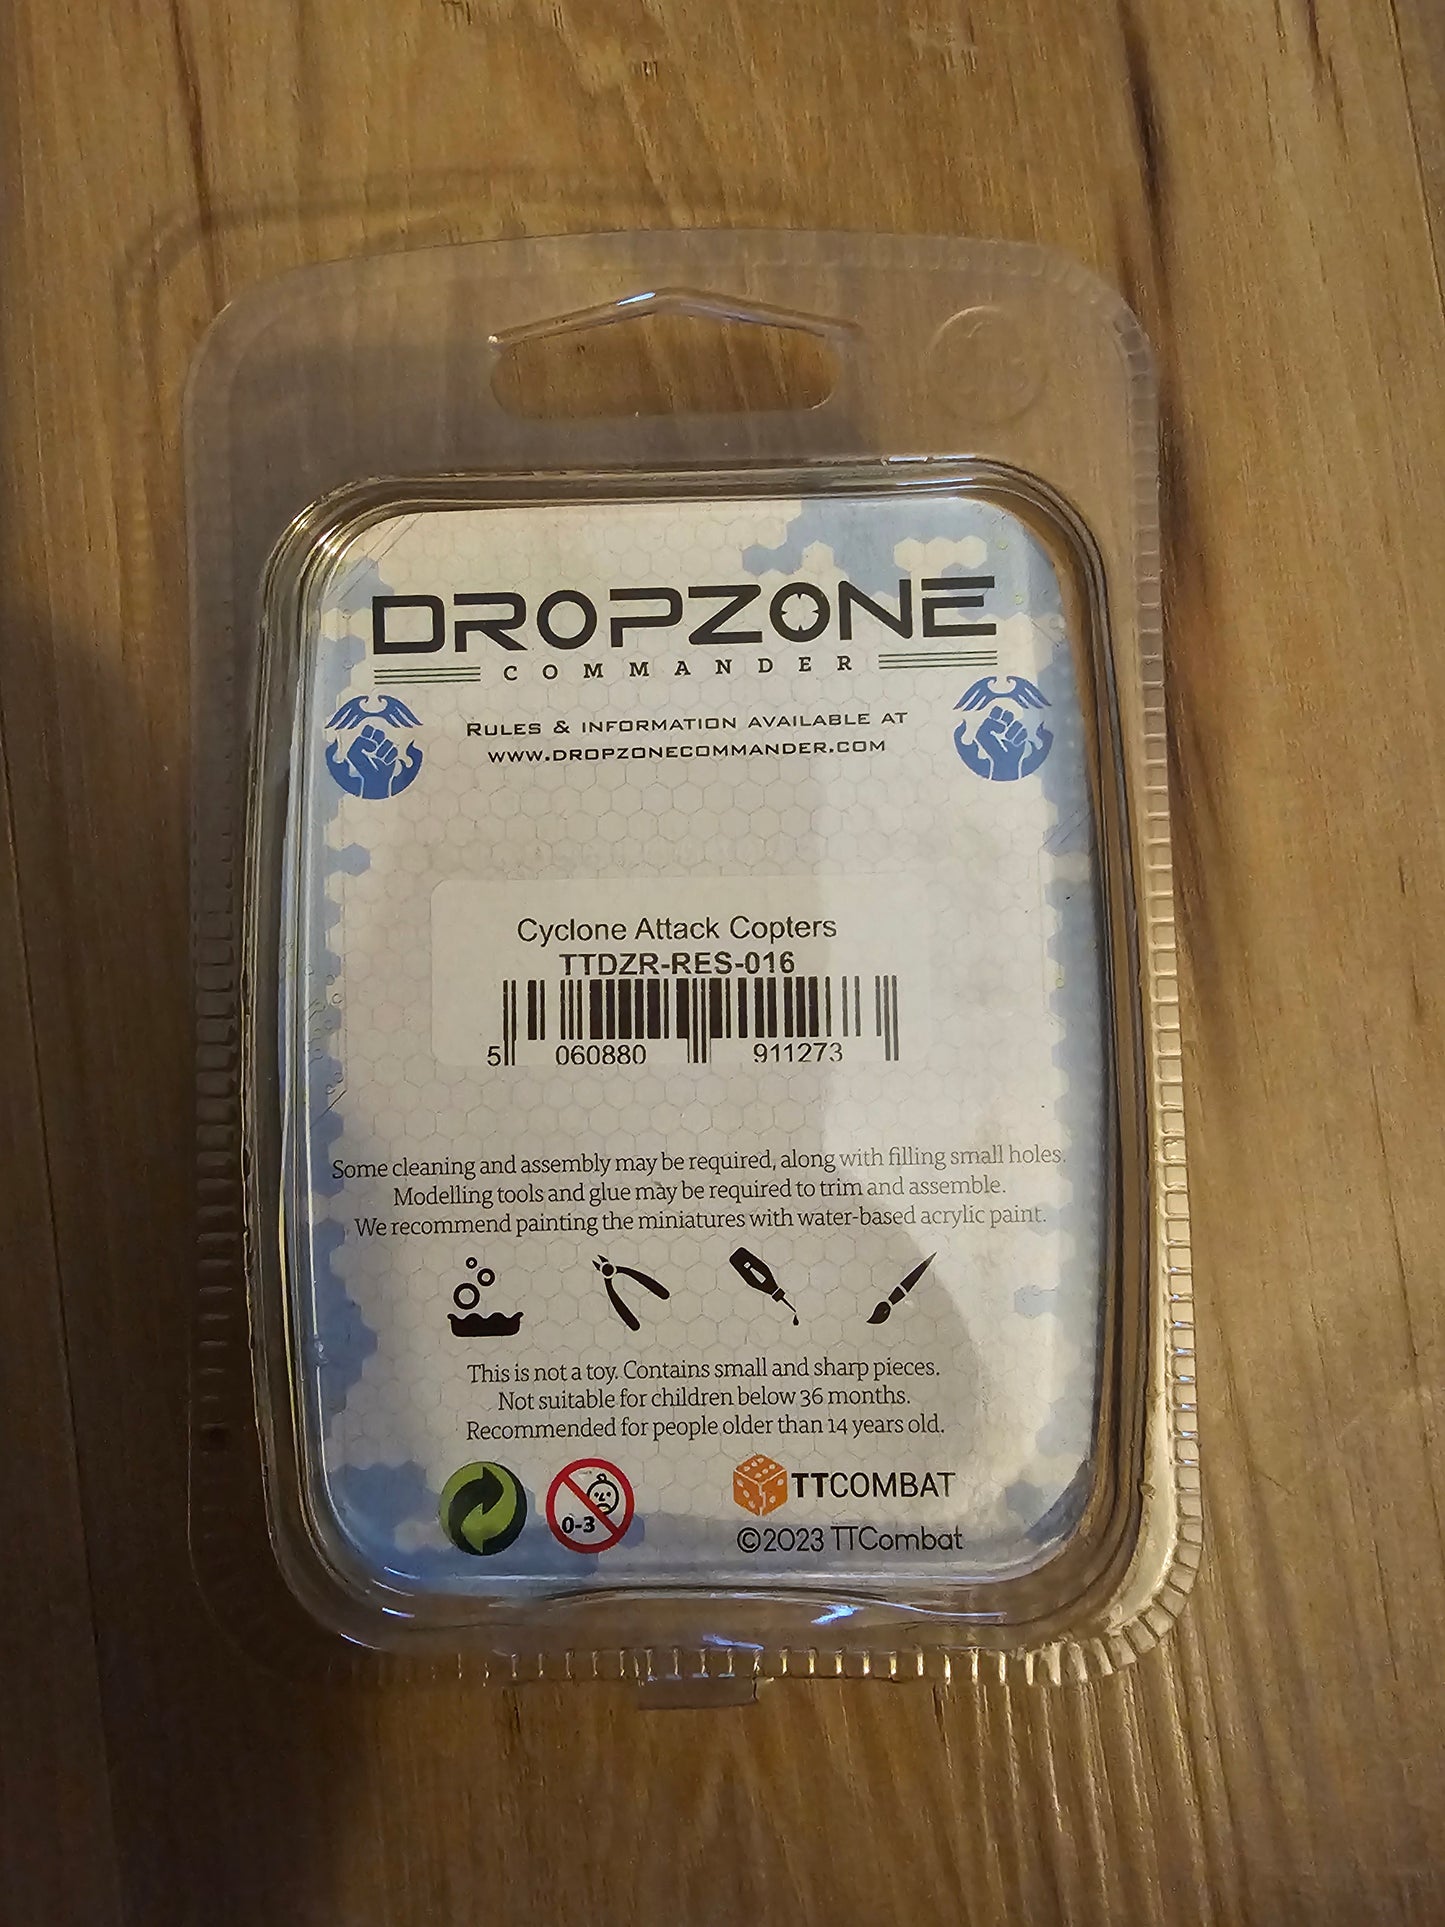 DROPZONE
COMMANDER
RULES & INFORMATION AVAILABLE AT
WWW.DROPZONECOMMANDER.COM
Cyclone Attack Copters
TTDZR-RES-016
5 060880 911273
Some cleaning and assembly may be required, along with filling small holes.
Modelling tools and glue may be required to trim and assemble.
We recommend painting the miniatures with water-based acrylic paint.
This is not a toy. Contains small and sharp pieces.
Not suitable for children below 36 months.
Recommended for people older than 14 years old.
0-3
TTCOMBAT
©2023 TTCombat